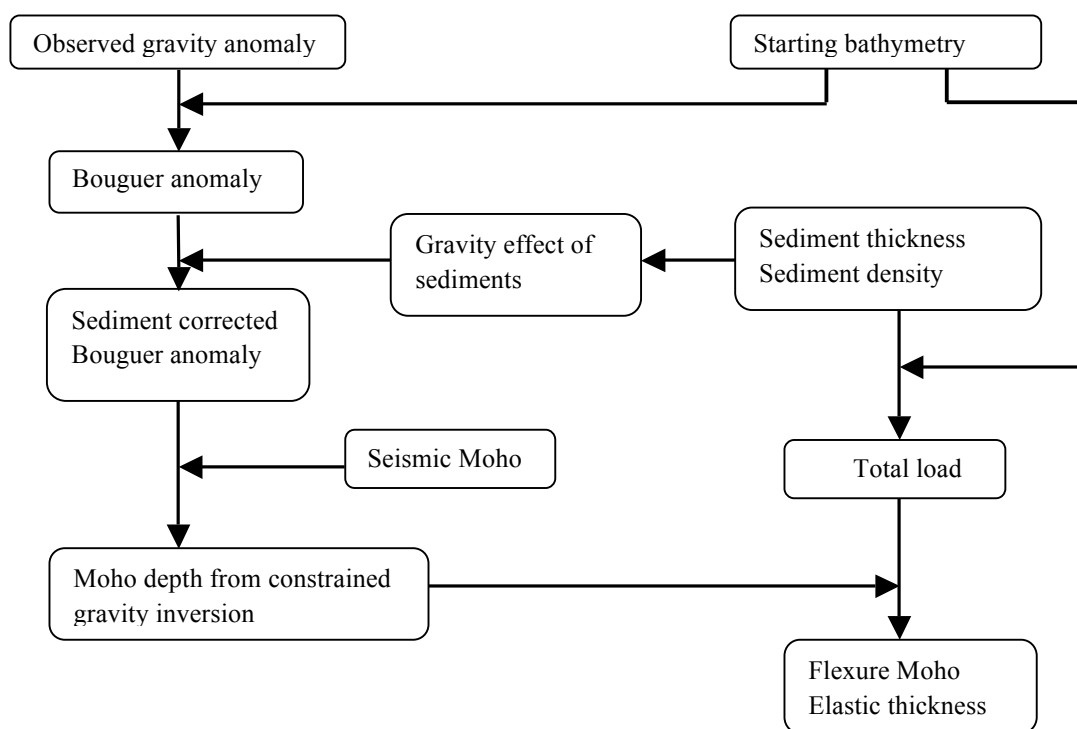 Observed gravity anomaly
Starting bathymetry
Bouguer anomaly
Gravity effect of
sediments
Sediment thickness
Sediment density
Sediment corrected
Bouguer anomaly
Seismic Moho
Total load
Moho depth from constrained
gravity inversion
Flexure Moho
Elastic thickness